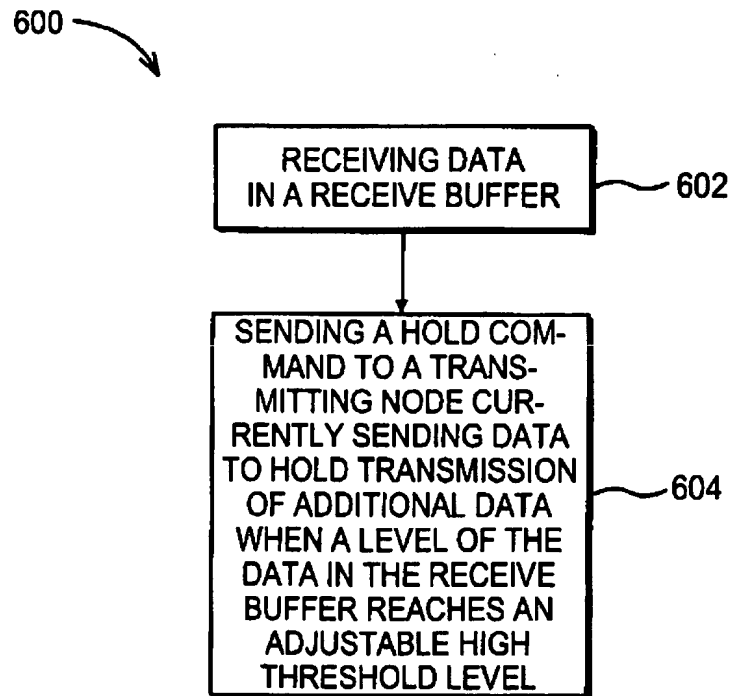 600
RECEIVING DATA
IN A RECEIVE BUFFER
602
SENDING A HOLD COM-
MAND TO A TRANS-
MITTING NODE CUR-
RENTLY SENDING DATA
TO HOLD TRANSMISSION
OF ADDITIONAL DATA
WHEN A LEVEL OF THE
DATA IN THE RECEIVE
BUFFER REACHES AN
ADJUSTABLE HIGH
THRESHOLD LEVEL
604